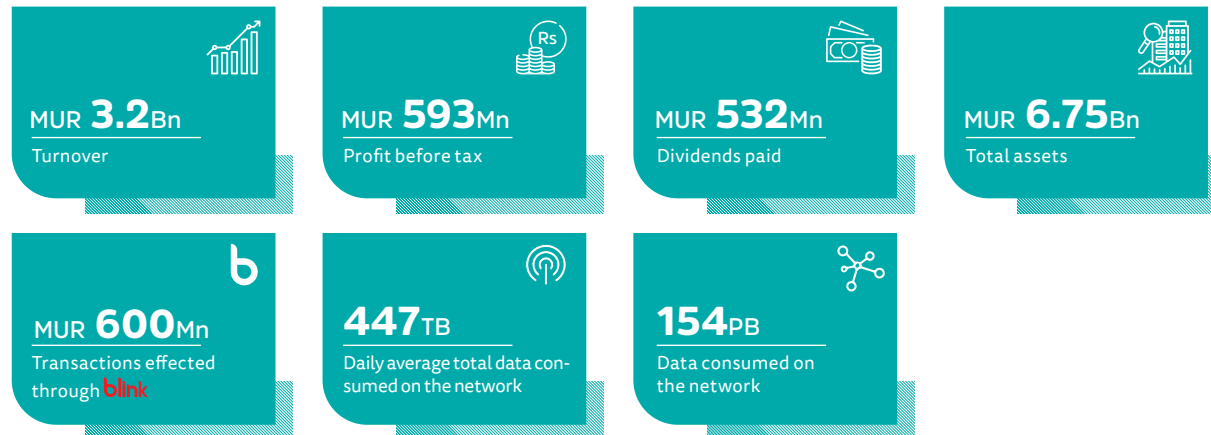 Rs
MUR 3.2Bn
Turnover
MUR 593Mn
Profit before tax
MUR 532Mn
Dividends paid
MUR 6.75Bn
Total assets
b
MUR 600Mn
Transactions effected
through blink
447TB
Daily average total data con-
sumed on the network
154PB
Data consumed on
the network